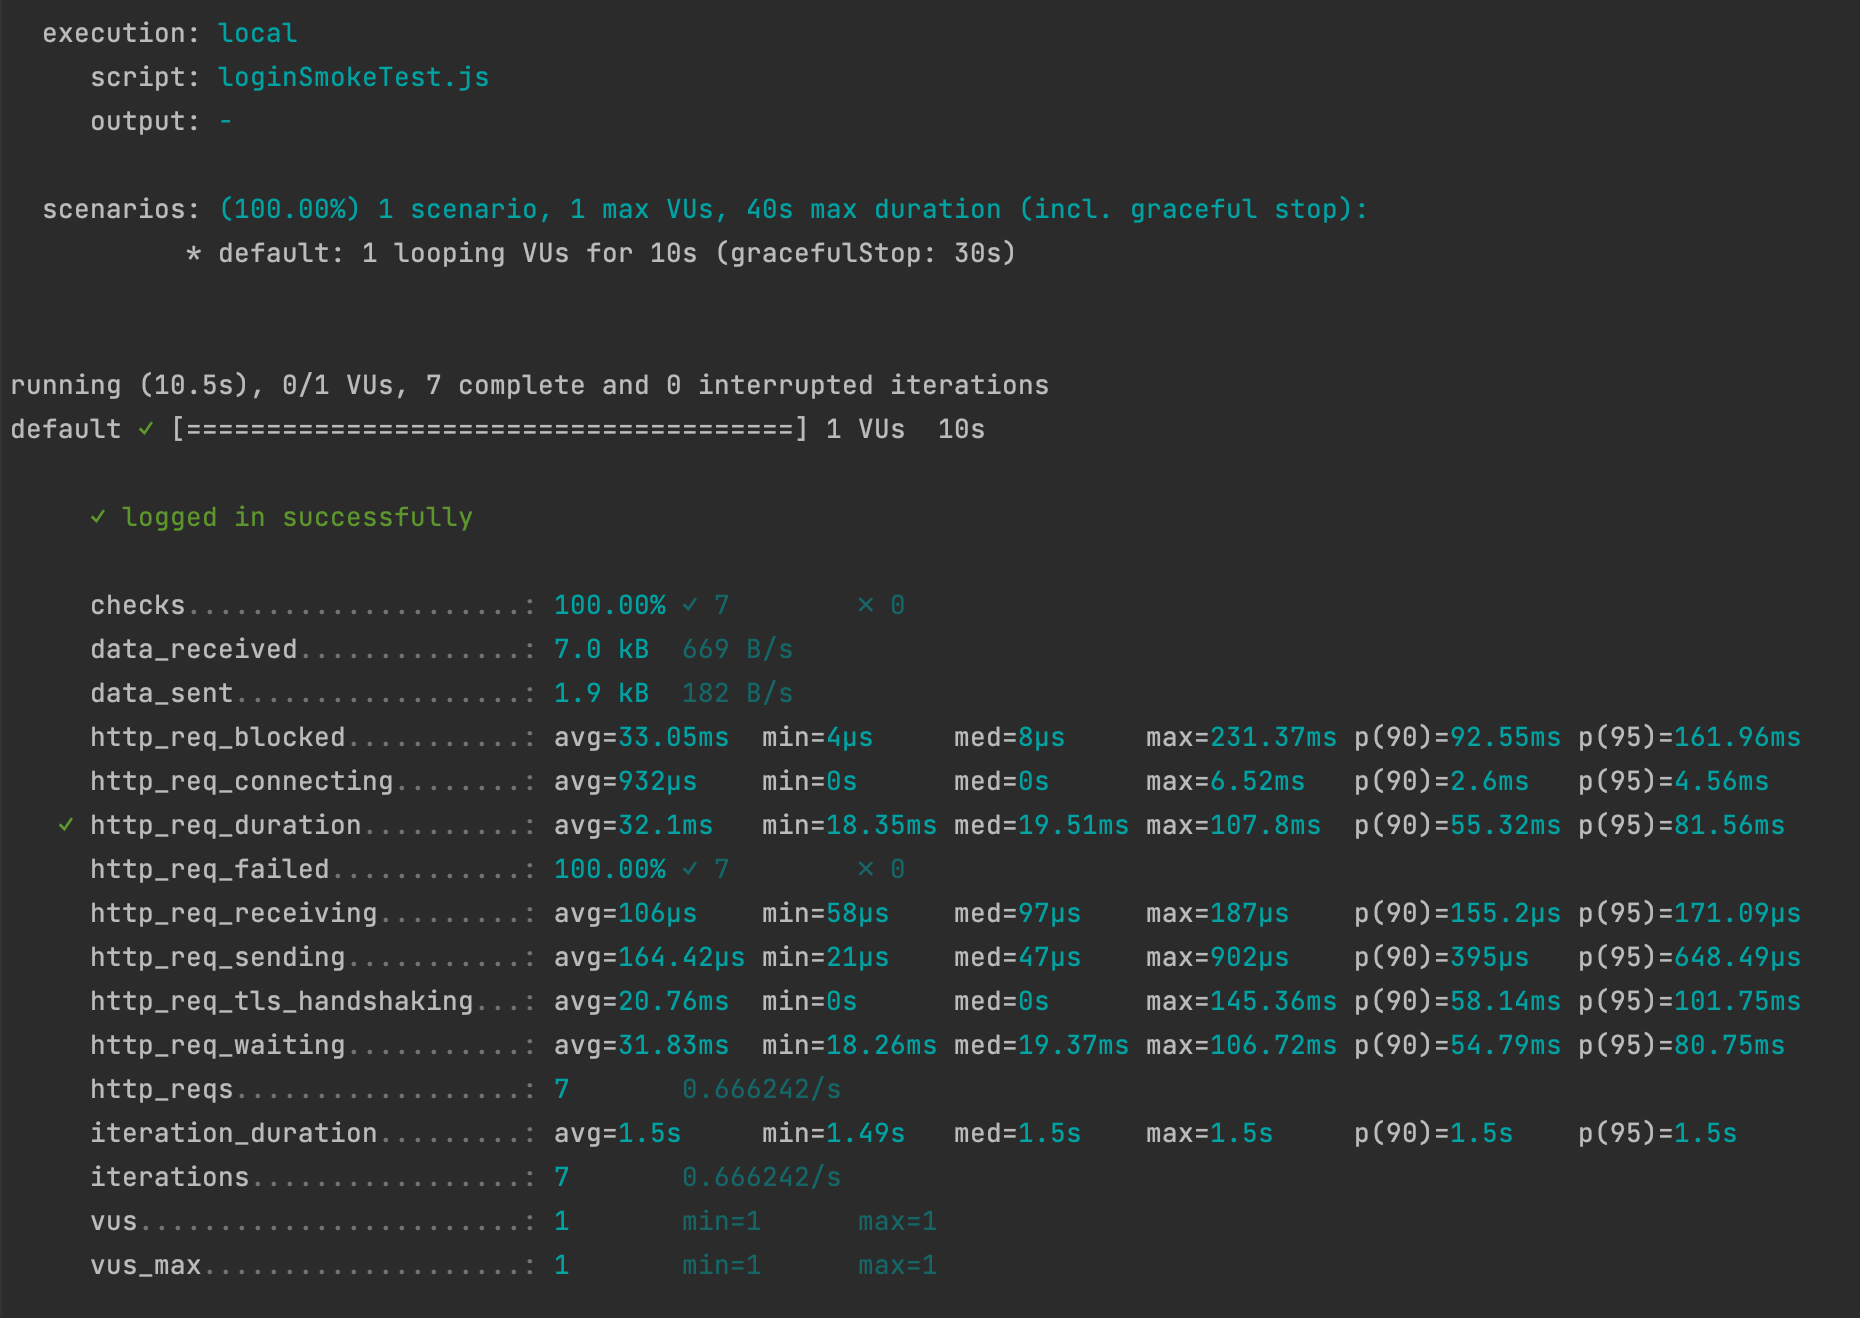 execution: local
script: loginSmokeTest.js
output: -
scenarios: (100.00%) 1 scenario, 1 max VUs, 40s max duration (incl. graceful stop):
* default: 1 looping VUs for 10s (gracefulStop: 30s)
running (10.5s), 0/1 VUs, 7 complete and 0 interrupted iterations
default ✓ [======================================] 1 VUs  10s
✓ logged in successfully
checks.....................: 100.00% ✓ 7        ✕ 0
data_received..............: 7.0 kB  669 B/s
data_sent..................: 1.9 kB  182 B/s
http_req_blocked...........: avg=33.05ms  min=4µs     med=8µs     max=231.37ms p(90)=92.55ms p(95)=161.96ms
http_req_connecting........: avg=932µs    min=0s      med=0s      max=6.52ms   p(90)=2.6ms   p(95)=4.56ms
✓ http_req_duration..........: avg=32.1ms   min=18.35ms med=19.51ms max=107.8ms  p(90)=55.32ms p(95)=81.56ms
http_req_failed............: 100.00% ✓ 7        ✕ 0
http_req_receiving.........: avg=106µs    min=58µs    med=97µs    max=187µs    p(90)=155.2µs p(95)=171.09µs
http_req_sending...........: avg=164.42µs min=21µs    med=47µs    max=902µs    p(90)=395µs   p(95)=648.49µs
http_req_tls_handshaking...: avg=20.76ms  min=0s      med=0s      max=145.36ms p(90)=58.14ms p(95)=101.75ms
http_req_waiting...........: avg=31.83ms  min=18.26ms med=19.37ms max=106.72ms p(90)=54.79ms p(95)=80.75ms
http_reqs..................: 7       0.666242/s
iteration_duration.........: avg=1.5s     min=1.49s   med=1.5s    max=1.5s     p(90)=1.5s    p(95)=1.5s
iterations.................: 7       0.666242/s
vus........................: 1       min=1      max=1
vus_max....................: 1       min=1      max=1